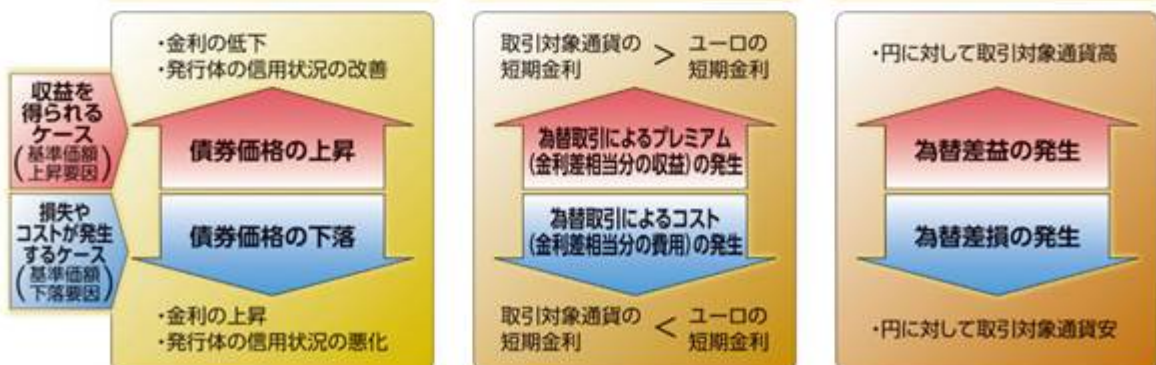 収益を
得られる
ケース
(基準価額
上昇要因)
損失や
コストが発生
するケース
(基準価額
下落要因)
・金利の低下
・発行体の信用状況の改善
債券価格の上昇
債券価格の下落
・金利の上昇
・発行体の信用状況の悪化
取引対象通貨の > ユーロの
短期金利 短期金利
為替取引によるプレミアム
(金利差相当分の収益)の発生
為替取引によるコスト
(金利差相当分の費用)の発生
取引対象通貨の < ユーロの
短期金利 短期金利
・円に対して取引対象通貨高
為替差益の発生
為替差損の発生
・円に対して取引対象通貨安